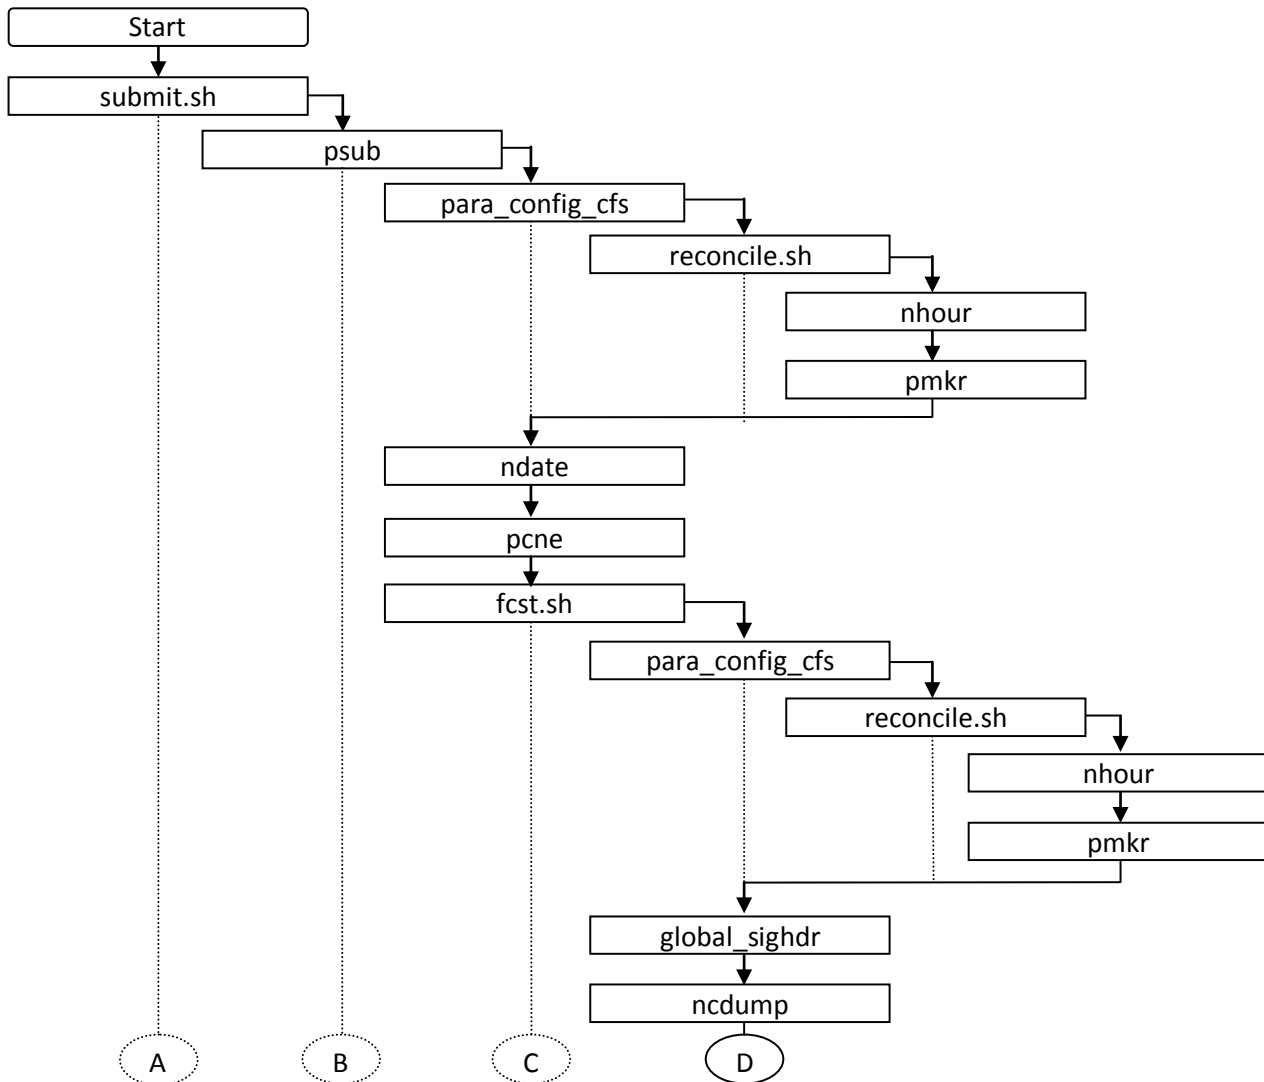 Start
submit.sh
psub
para_config_cfs
reconcile.sh
nhour
pmkr
ndate
pcne
fcst.sh
para_config_cfs
reconcile.sh
nhour
pmkr
global_sighdr
ncdump
A B C D